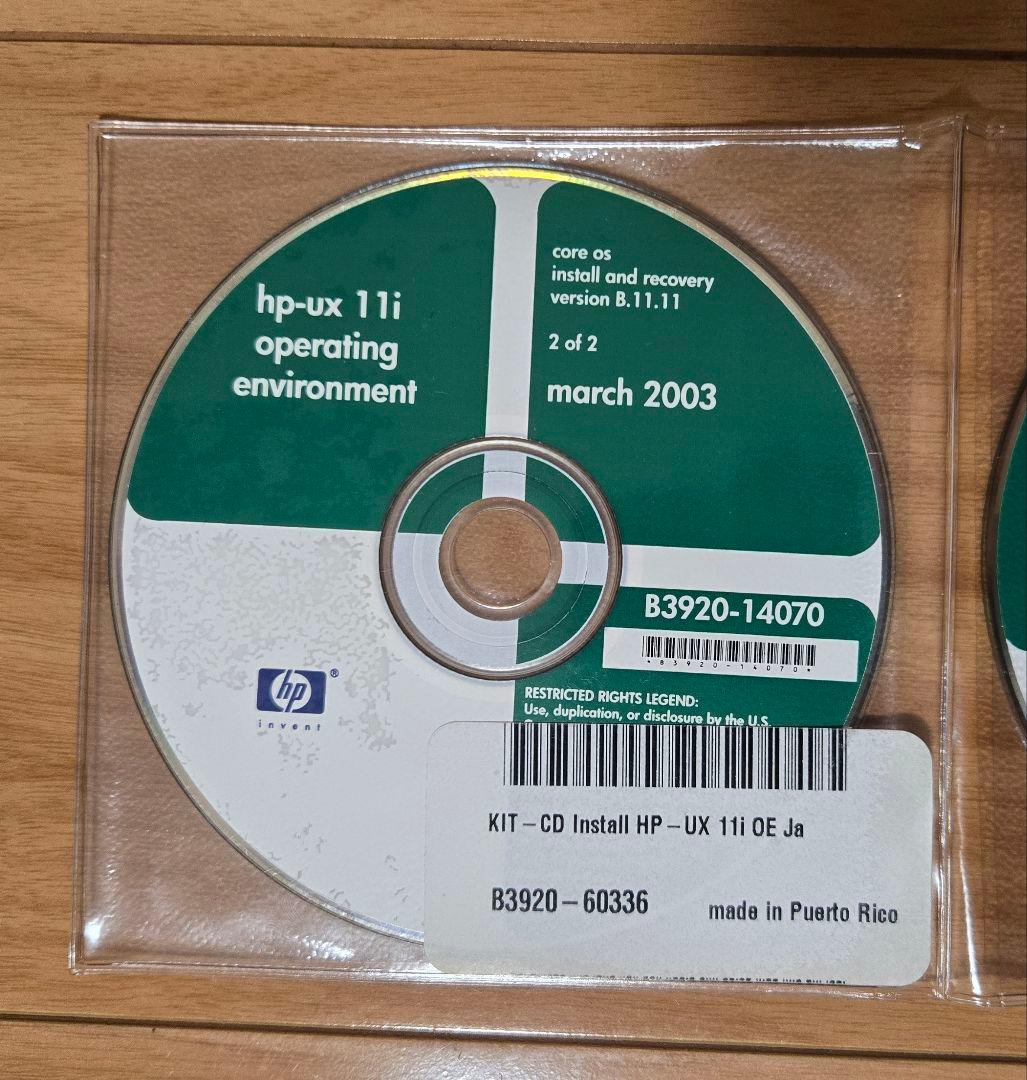 hp-ux 11i
operating
environment
core os
install and recovery
version B.11.11
2 of 2
march 2003
B3920-14070
*B3920-14070*
RESTRICTED RIGHTS LEGEND:
Use, duplication, or disclosure by the U.S.
hp®
invent
KIT-CD Install HP-UX 11i OE Ja
B3920-60336
made in Puerto Rico